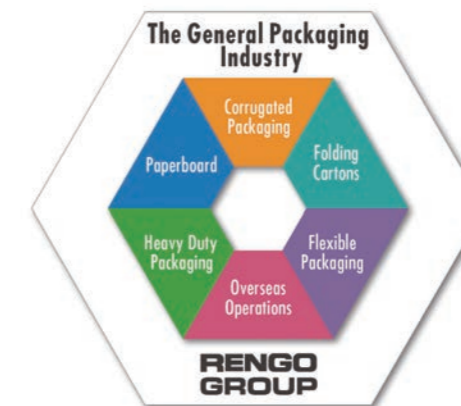 The General Packaging
Industry
Corrugated
Packaging
Paperboard
Folding
Cartons
Heavy Duty
Packaging
Flexible
Packaging
Overseas
Operations
RENGO
GROUP